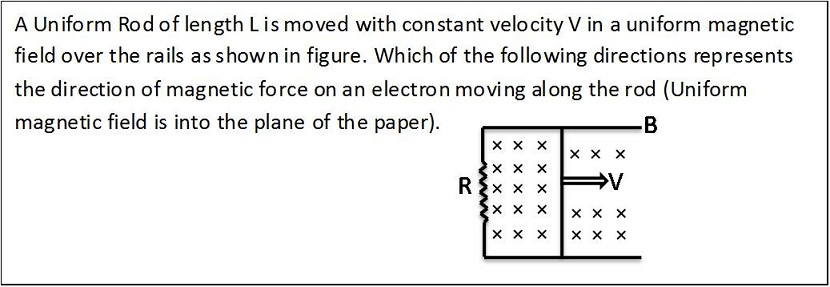 A Uniform Rod of length L is moved with constant velocity V in a uniform magnetic
field over the rails as shown in figure. Which of the following directions represents
the direction of magnetic force on an electron moving along the rod (Uniform
magnetic field is into the plane of the paper).
B
x x x
x x x
x x x
R
x x x
V
x x x
x x x
x x x
x x x